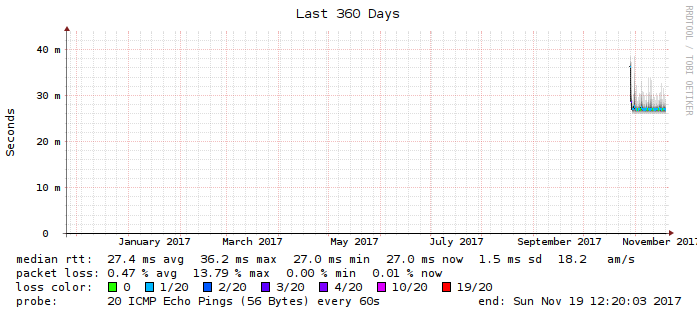 Last 360 Days
RRDTOOL / TOBI OETIKER
Seconds
40 m
30 m
20 m
10 m
0
January 2017 March 2017 May 2017 July 2017 September 2017 November 2017
median rtt: 27.4 ms avg 36.2 ms max 27.0 ms min 27.0 ms now 1.5 ms sd 18.2 am/s
packet loss: 0.47 % avg 13.79 % max 0.00 % min 0.01 % now
loss color: 0 1/20 2/20 3/20 4/20 10/20 19/20
probe: 20 ICMP Echo Pings (56 Bytes) every 60s end: Sun Nov 19 12:20:03 2017